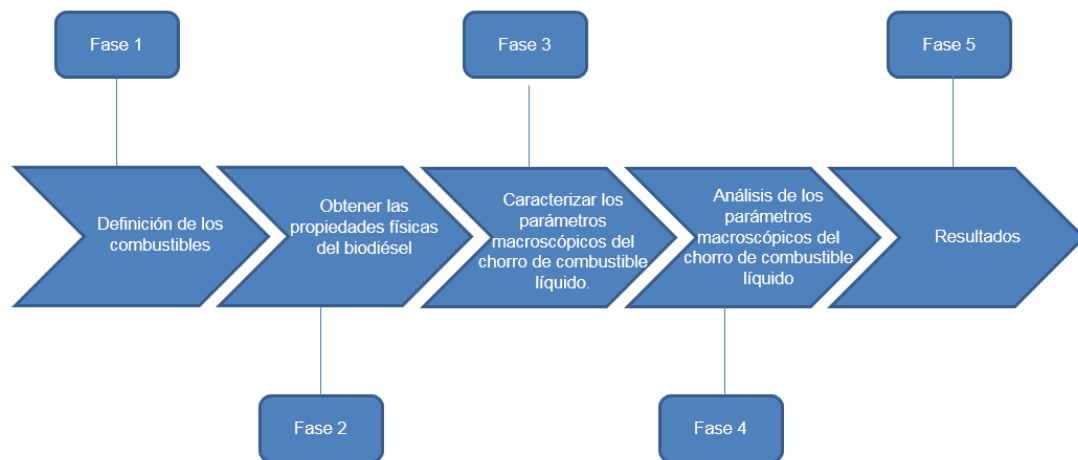 Fase 1
Fase 3
Fase 5
Definición de los
combustibles
Obtener las
propiedades físicas
del biodiésel
Caracterizar los
parámetros
macroscópicos del
chorro de combustible
líquido.
Análisis de los
parámetros
macroscópicos del
chorro de combustible
líquido
Resultados
Fase 2
Fase 4